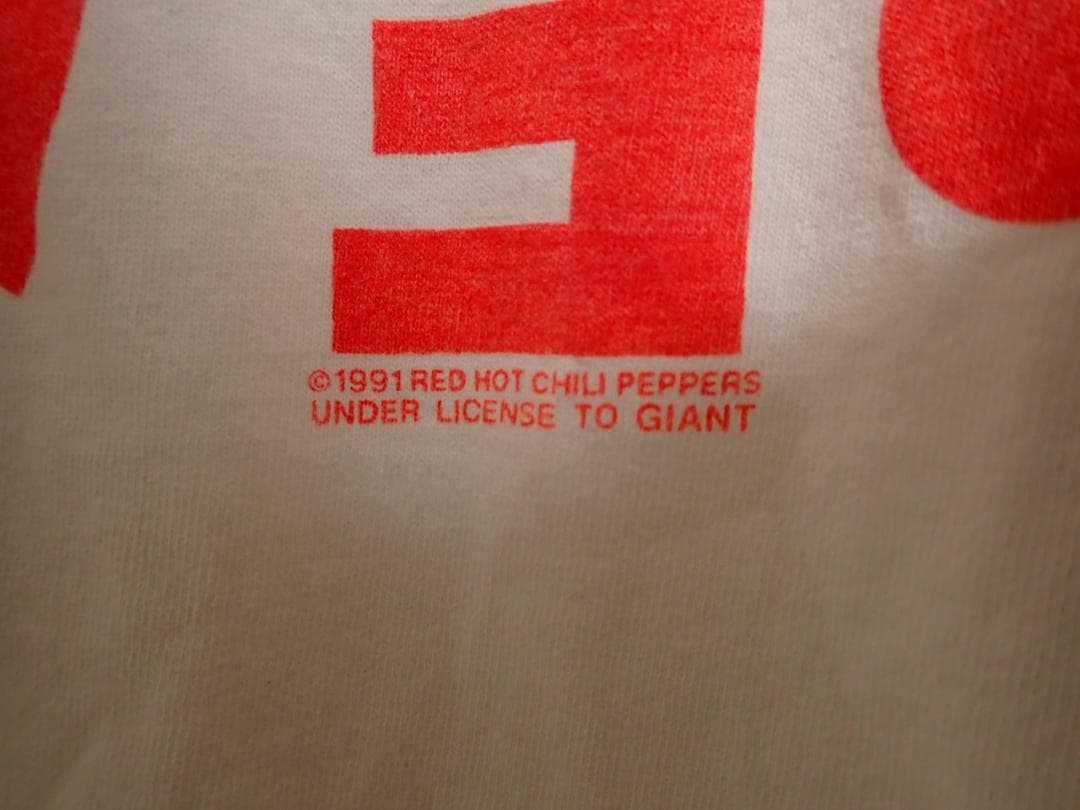 ©1991 RED HOT CHILI PEPPERS
UNDER LICENSE TO GIANT